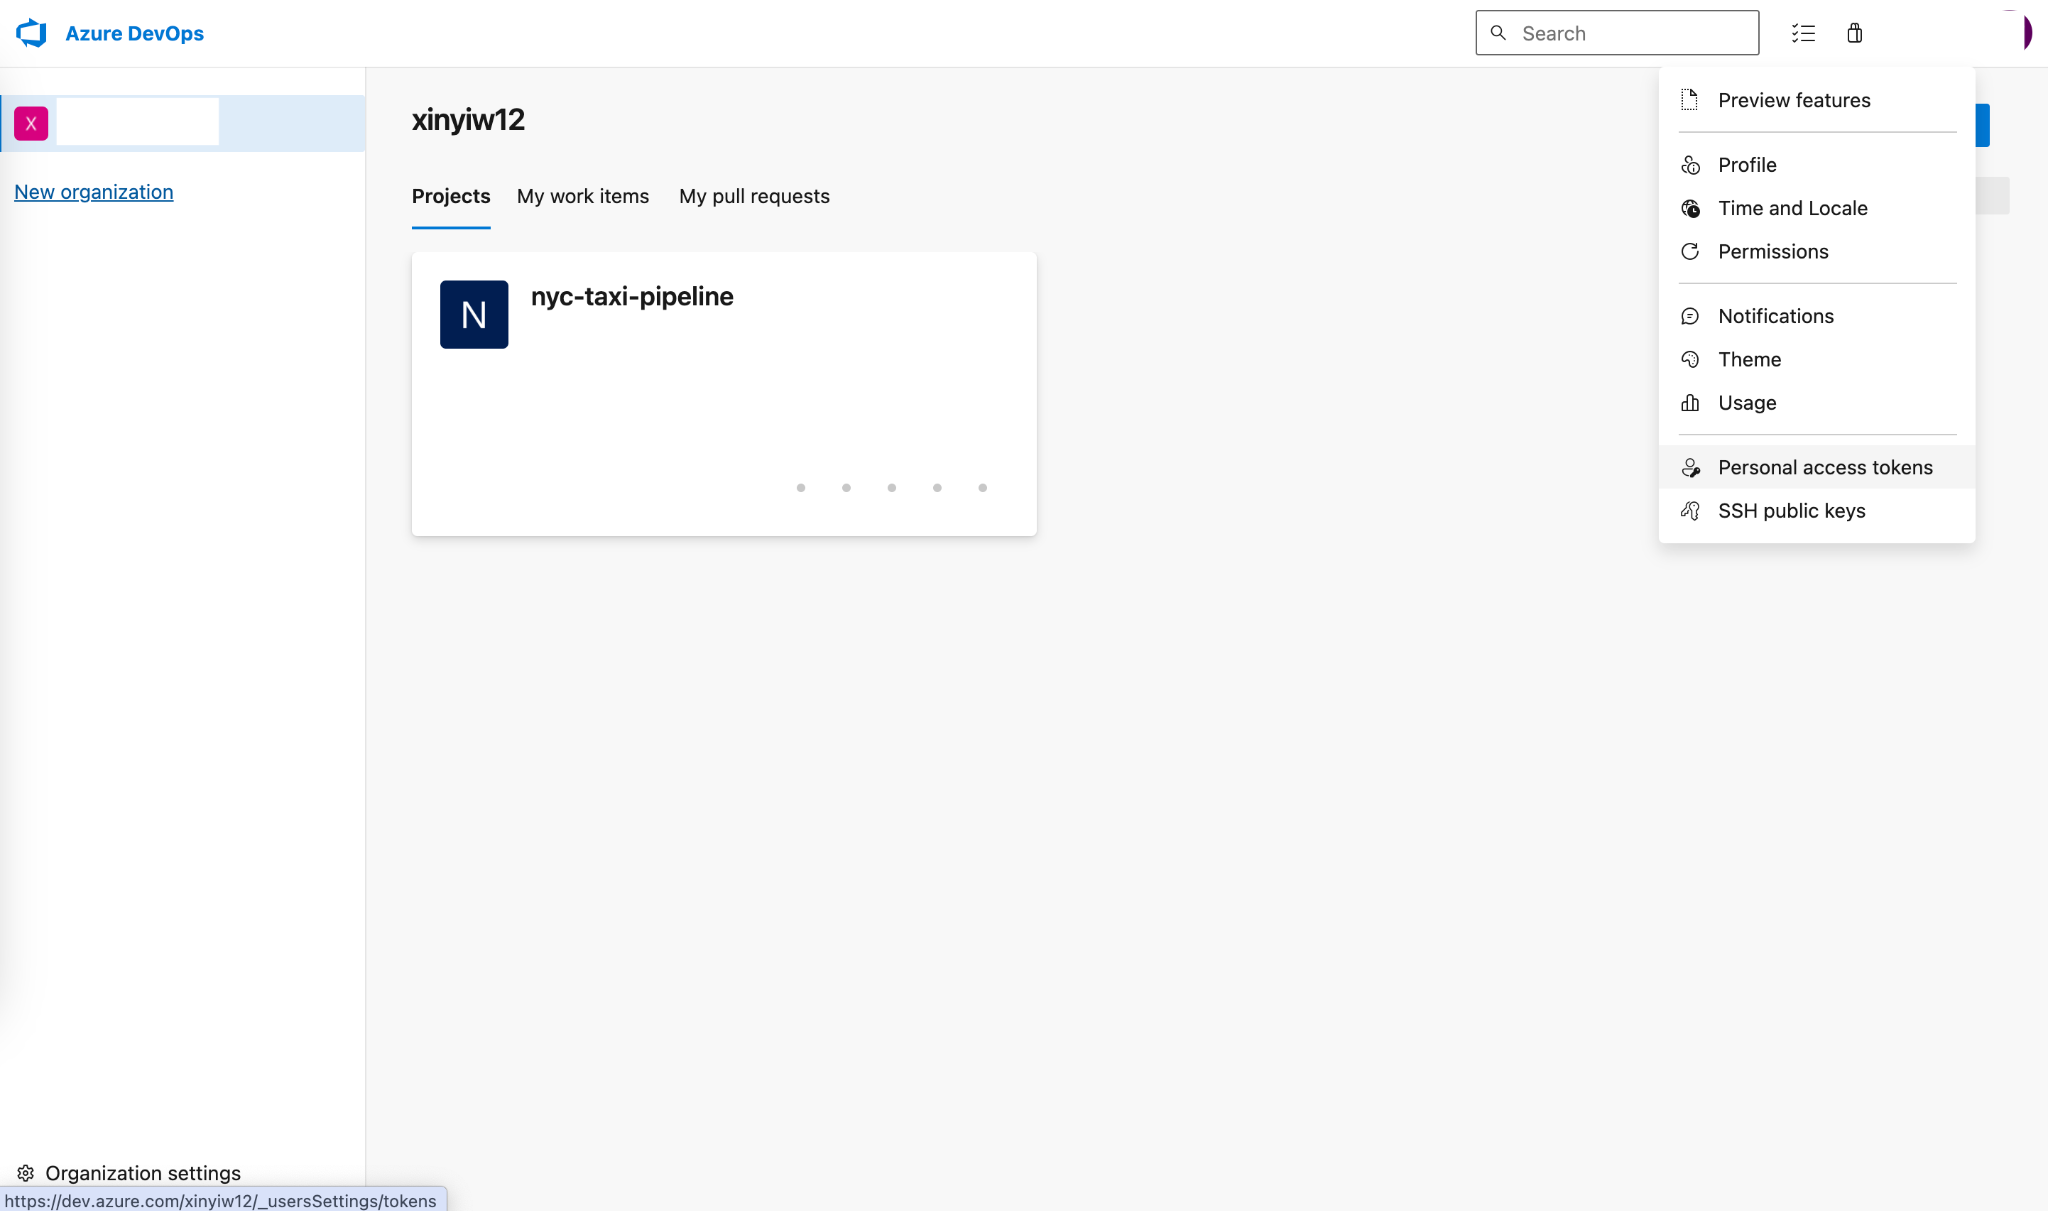 Azure DevOps
Search
X
New organization
xinyiw12
Projects
My work items
My pull requests
N
nyc-taxi-pipeline
Preview features
Profile
Time and Locale
Permissions
Notifications
Theme
Usage
Personal access tokens
SSH public keys
Organization settings
https://dev.azure.com/xinyiw12/_usersSettings/tokens